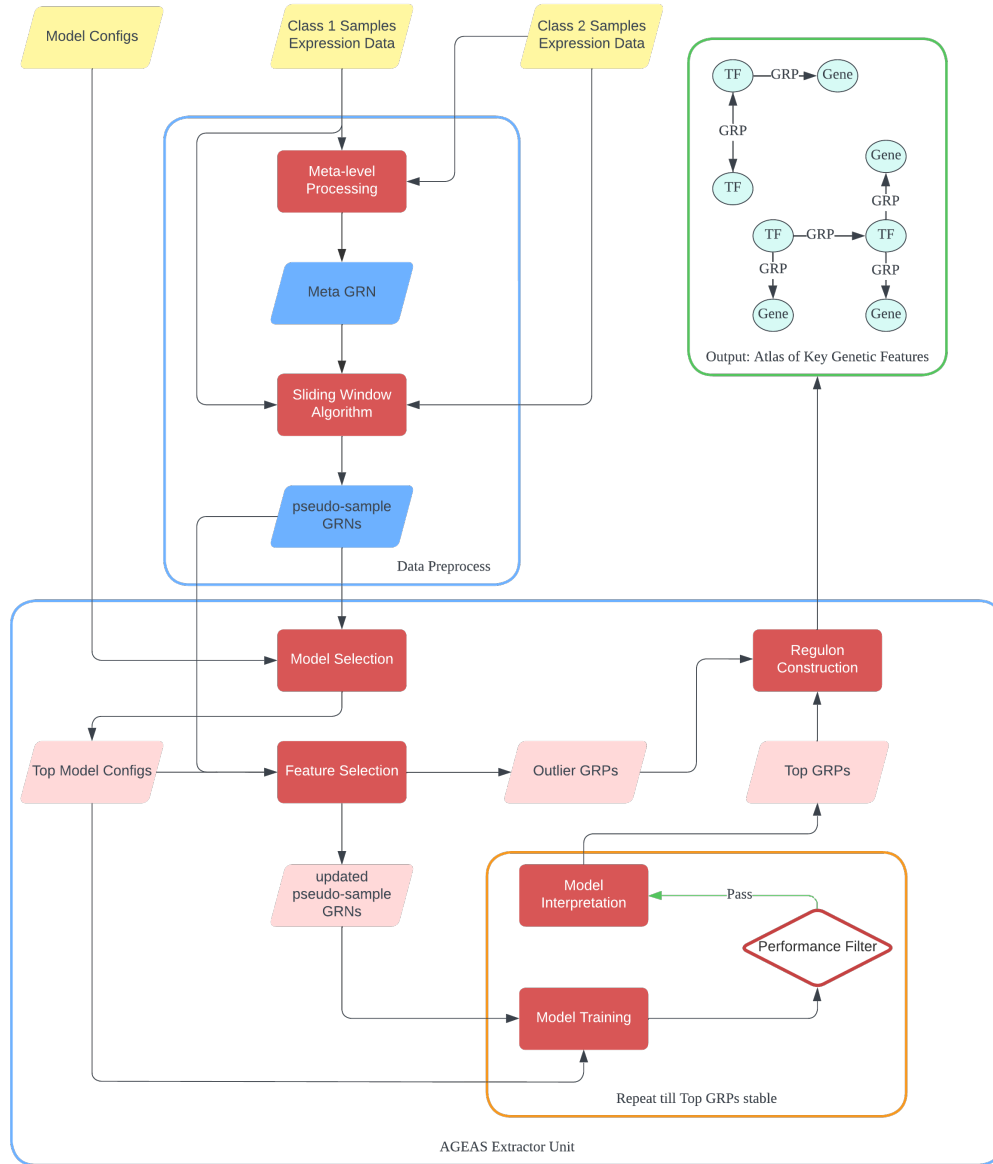 Model Configs
Class 1 Samples
Expression Data
Class 2 Samples
Expression Data
TF
GRP
Gene
GRP
TF
Gene
GRP
TF
GRP
TF
GRP
GRP
Gene
Gene
Output: Atlas of Key Genetic Features
Meta-level
Processing
Meta GRN
Sliding Window
Algorithm
pseudo-sample
GRNs
Data Preprocess
Model Selection
Regulon
Construction
Top Model Configs
Feature Selection
Outlier GRPs
Top GRPs
updated
pseudo-sample
GRNs
Model
Interpretation
Pass
Performance Filter
Model Training
Repeat till Top GRPs stable
AGEAS Extractor Unit